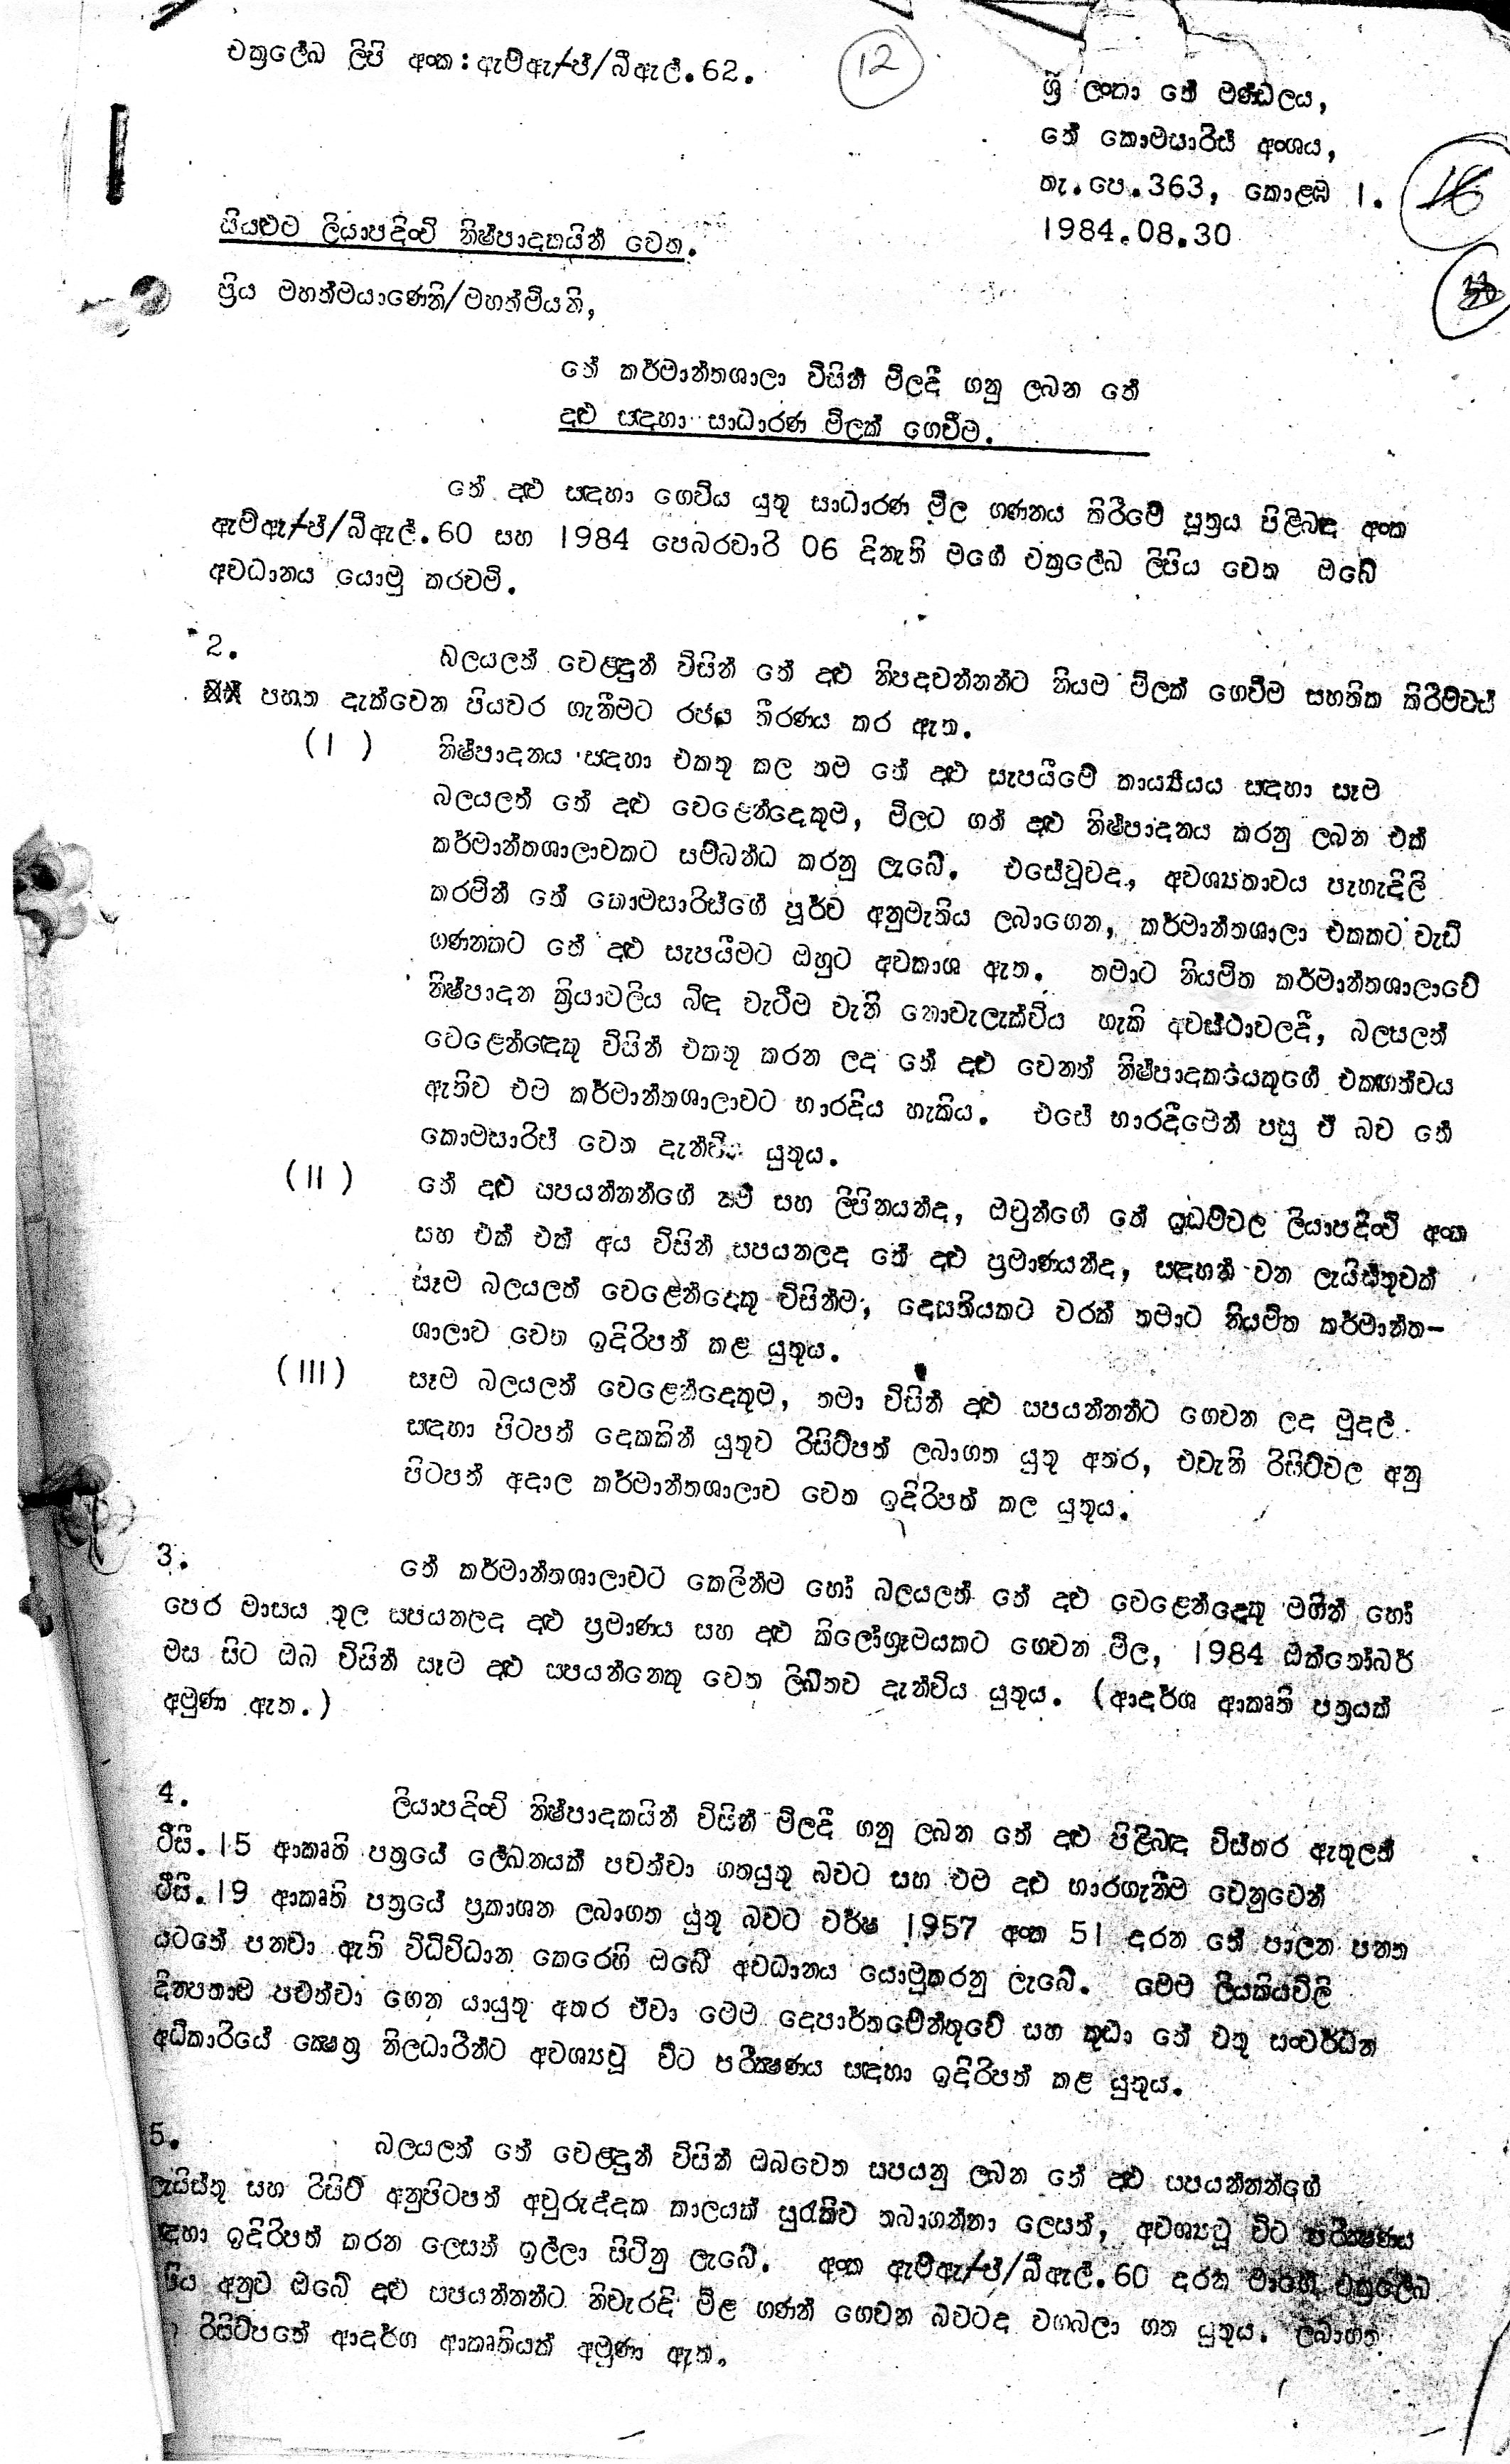 චක්‍රලේඛ ලිපි අංක: ඇම්ඇ/ජ්/බීඇල්.62.
12
ශ්‍රී ලංකා තේ මණ්ඩලය,
තේ කොමසාරිස් අංශය,
තැ.පෙ.363, කොළඹ 1.
16
1984.08.30
සියළුම ලියාපදිංචි නිෂ්පාදකයින් වෙත.
ප්‍රිය මහත්මයාණෙනි/මහත්මියනි,
තේ කර්මාන්තශාලා විසින් මිලදී ගනු ලබන තේ
දළු සඳහා සාධාරණ මිලක් ගෙවීම.
තේ දළු සඳහා ගෙවිය යුතු සාධාරණ මිල ගණනය කිරීමේ සූත්‍රය පිළිබඳ අංක
ඇම්ඇ/ජ්/බීඇල්.60 සහ 1984 පෙබරවාරි 06 දිනැති මගේ චක්‍රලේඛ ලිපිය වෙත ඔබේ
අවධානය යොමු කරවමි.
2. බලයලත් වෙළඳුන් විසින් තේ දළු නිපදවන්නන්ට නියම මිලක් ගෙවීම සහතික කිරීම්වස්
පහත දැක්වෙන පියවර ගැනීමට රජය තීරණය කර ඇත.
(I) නිෂ්පාදනය සඳහා එකතු කල තම තේ දළු සැපයීමේ කාර්‍ය්‍යය සඳහා සෑම
බලයලත් තේ දළු වෙළෙන්දෙකුම, මිලට ගත් දළු නිෂ්පාදනය කරනු ලබන එක්
කර්මාන්තශාලාවකට සම්බන්ධ කරනු ලැබේ. එසේවූවද, අවශ්‍යතාවය පැහැදිලි
කරමින් තේ කොමසාරිස්ගේ පූර්ව අනුමැතිය ලබාගෙන, කර්මාන්තශාලා එකකට වැඩි
ගණනකට තේ දළු සැපයීමට ඔහුට අවකාශ ඇත. තමාට නියමිත කර්මාන්තශාලාවේ
නිෂ්පාදන ක්‍රියාවලිය බිඳ වැටීම වැනි නොවැලැක්විය හැකි අවස්ථාවලදී, බලයලත්
වෙළෙන්දෙකු විසින් එකතු කරන ලද තේ දළු වෙනත් නිෂ්පාදකයෙකුගේ එකඟත්වය
ඇතිව එම කර්මාන්තශාලාවට භාරදිය හැකිය. එසේ භාරදීමෙන් පසු ඒ බව තේ
කොමසාරිස් වෙත දැන්විය යුතුය.
(II) තේ දළු සපයන්නන්ගේ නම් සහ ලිපිනයන්ද, ඔවුන්ගේ තේ ඉඩම්වල ලියාපදිංචි අංක
සහ එක් එක් අය විසින් සපයනලද තේ දළු ප්‍රමාණයන්ද, සඳහන් වන ලැයිස්තුවක්
සෑම බලයලත් වෙළෙන්දෙකු විසින්ම, දෙසතියකට වරක් තමාට නියමිත කර්මාන්ත-
ශාලාව වෙත ඉදිරිපත් කළ යුතුය.
(III) සෑම බලයලත් වෙළෙන්දෙකුම, තමා විසින් දළු සපයන්නන්ට ගෙවන ලද මුදල්
සඳහා පිටපත් දෙකකින් යුතුව රිසිට්පත් ලබාගත යුතු අතර, එවැනි රිසිට්වල අනු
පිටපත් අදාල කර්මාන්තශාලාව වෙත ඉදිරිපත් කල යුතුය.
3. තේ කර්මාන්තශාලාවට කෙලින්ම හෝ බලයලත් තේ දළු වෙළෙන්දෙකු මගින් හෝ
පෙර මාසය තුල සපයනලද දළු ප්‍රමාණය සහ දළු කිලෝග්‍රෑමයකට ගෙවන මිල, 1984 ඔක්තෝබර්
මස සිට ඔබ විසින් සෑම දළු සපයන්නෙකු වෙත ලිඛිතව දැන්විය යුතුය. (ආදර්ශ ආකෘති පත්‍රයක්
අමුණා ඇත.)
4. ලියාපදිංචි නිෂ්පාදකයින් විසින් මිලදී ගනු ලබන තේ දළු පිළිබඳ විස්තර ඇතුලත්
ටීසී.15 ආකෘති පත්‍රයේ ලේඛනයක් පවත්වා ගතයුතු බවට සහ එම දළු භාරගැනීම වෙනුවෙන්
ටීසී.19 ආකෘති පත්‍රයේ ප්‍රකාශන ලබාගත යුතු බවට වර්ෂ 1957 අංක 51 දරන තේ පාලන පනත
යටතේ පනවා ඇති විධිවිධාන කෙරෙහි ඔබේ අවධානය යොමුකරනු ලැබේ. මෙම ලියකියවිලි
දිනපතාම පවත්වා ගෙන යායුතු අතර ඒවා මෙම දෙපාර්තමේන්තුවේ සහ කුඩා තේ වතු සංවර්ධන
අධිකාරියේ ක්‍ෂෙත්‍ර නිලධාරීන්ට අවශ්‍යවූ විට පරීක්‍ෂණය සඳහා ඉදිරිපත් කළ යුතුය.
5. බලයලත් තේ වෙළඳුන් විසින් ඔබවෙත සපයනු ලබන තේ දළු සපයන්නන්ගේ
ලැයිස්තු සහ රිසිට් අනුපිටපත් අවුරුද්දක කාලයක් සුරැකිව තබාගන්නා ලෙසත්, අවශ්‍යවූ විට පරීක්‍ෂණය
සඳහා ඉදිරිපත් කරන ලෙසත් ඉල්ලා සිටිනු ලැබේ. අංක ඇම්ඇ/ජ්/බීඇල්.60 දරන මාගේ චක්‍රලේඛ
ලිපිය අනුව ඔබේ දළු සපයන්නන්ට නිවැරදි මිළ ගණන් ගෙවන බවටද වගබලා ගත යුතුය. ලබාගත
රිසිට්පතේ ආදර්ශ ආකෘතියක් අමුණා ඇත.